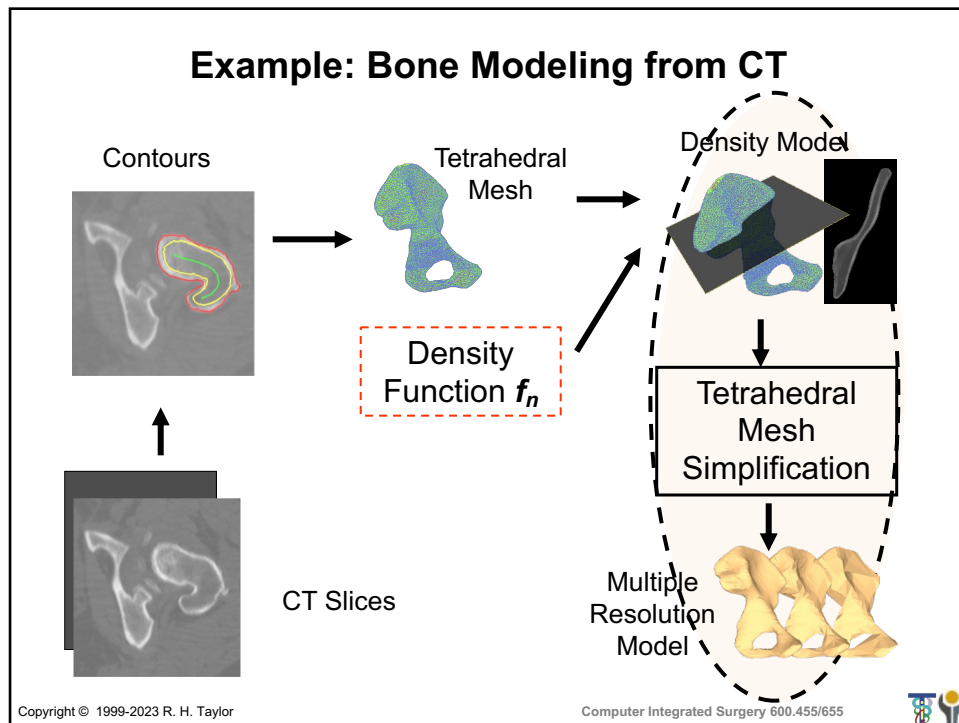 Example: Bone Modeling from CT
Contours
Tetrahedral
Mesh
Density Model
Density
Function fn
Tetrahedral
Mesh
Simplification
CT Slices
Multiple
Resolution
Model
Copyright © 1999-2023 R. H. Taylor
Computer Integrated Surgery 600.455/655